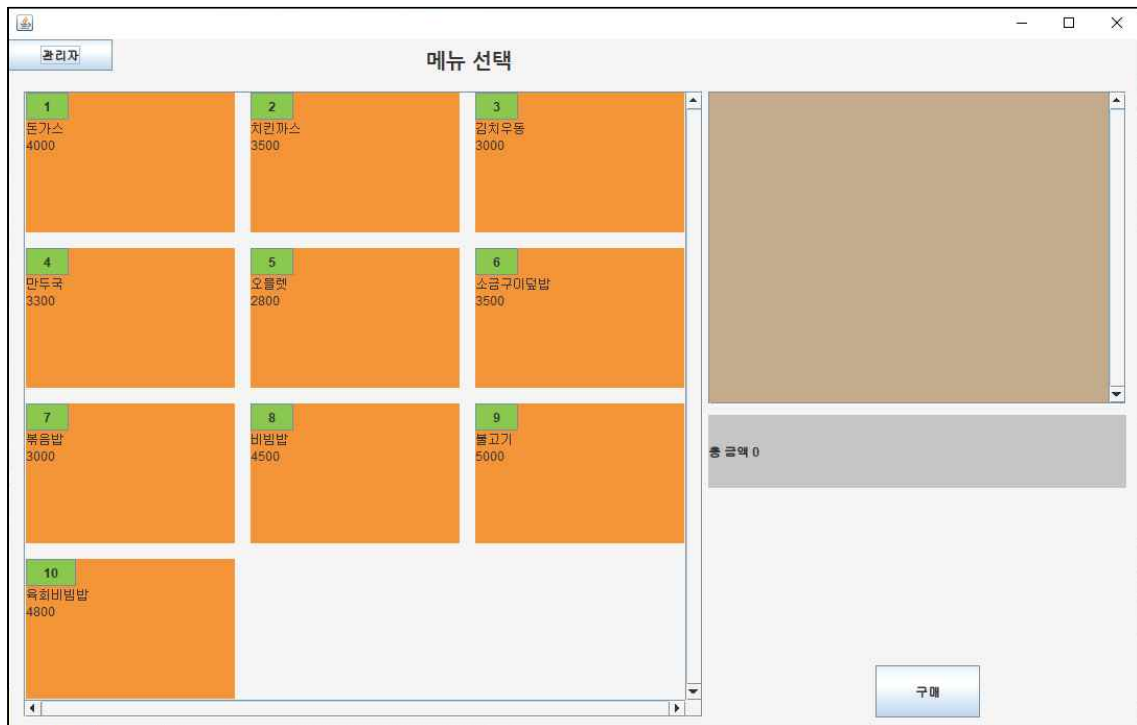 관리자
메뉴 선택
1
돈가스
4000
2
치킨까스
3500
3
김치우동
3000
4
만두국
3300
5
오믈렛
2800
6
소금구이덮밥
3500
7
볶음밥
3000
8
비빔밥
4500
9
불고기
5000
10
육회비빔밥
4800
총 금액 0
구매